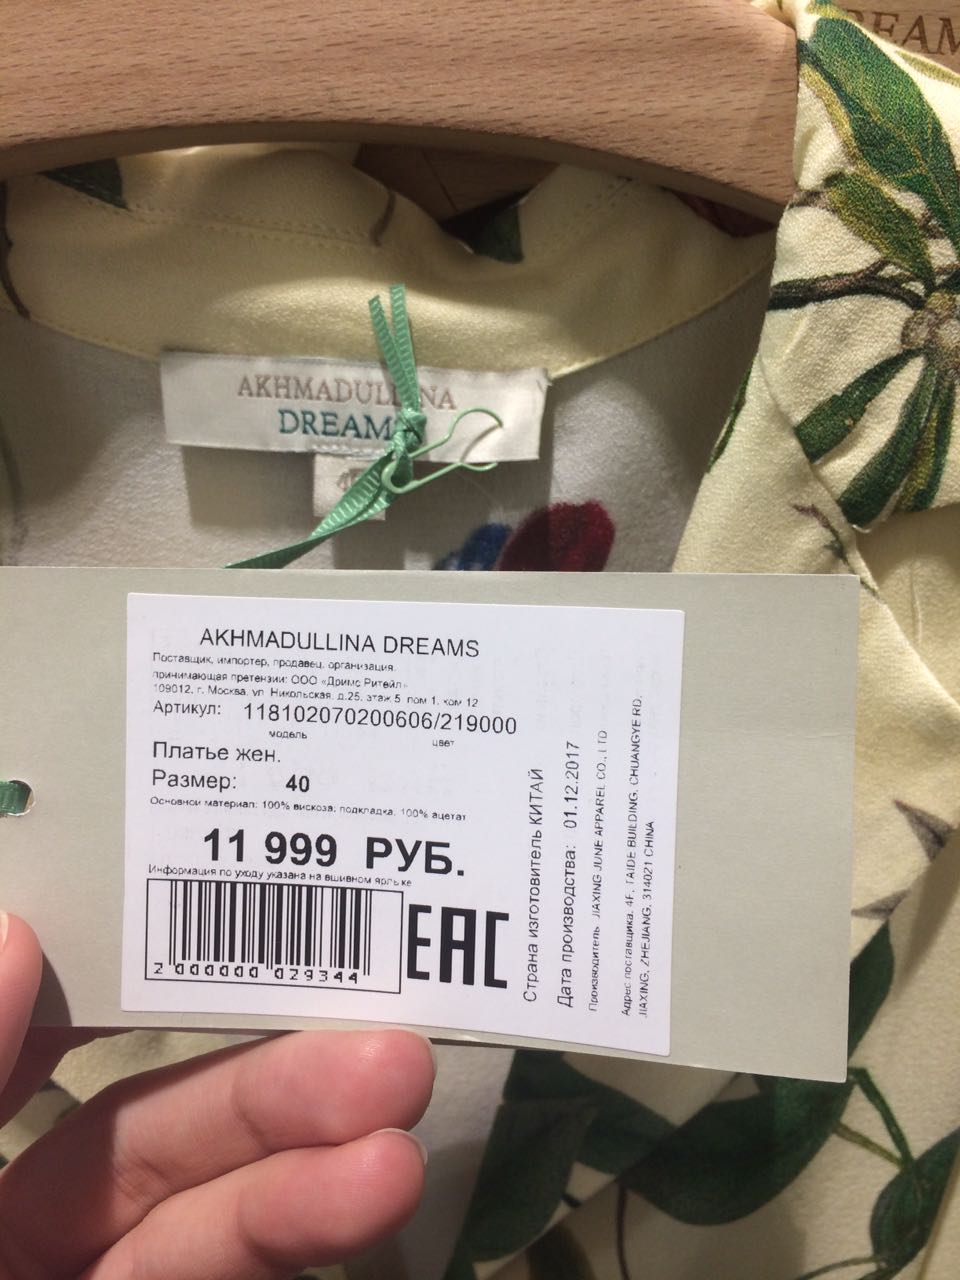 REAM
AKHMADULLINA
DREAMS
40
AKHMADULLINA DREAMS
Поставщик, импортер, продавец, организация,
принимающая претензии: ООО «Дримс Ритейл»
109012, г. Москва, ул. Никольская, д.25, этаж 5, пом 1, ком 12
Артикул: 118102070200606/219000
модель цвет
Платье жен.
Размер: 40
Основной материал: 100% вискоза; подкладка, 100% ацетат
11 999 РУБ.
Информация по уходу указана на вшивном ярлыке
2 000000 029344
EAC
Страна изготовитель КИТАЙ
Дата производства: 01.12.2017
Производитель JIAXING JUNE APPAREL CO., LTD
Адрес поставщика. 4F, TAIDE BUILDING, CHUANGYE RD.
JIAXING, ZHEJIANG, 314021 CHINA